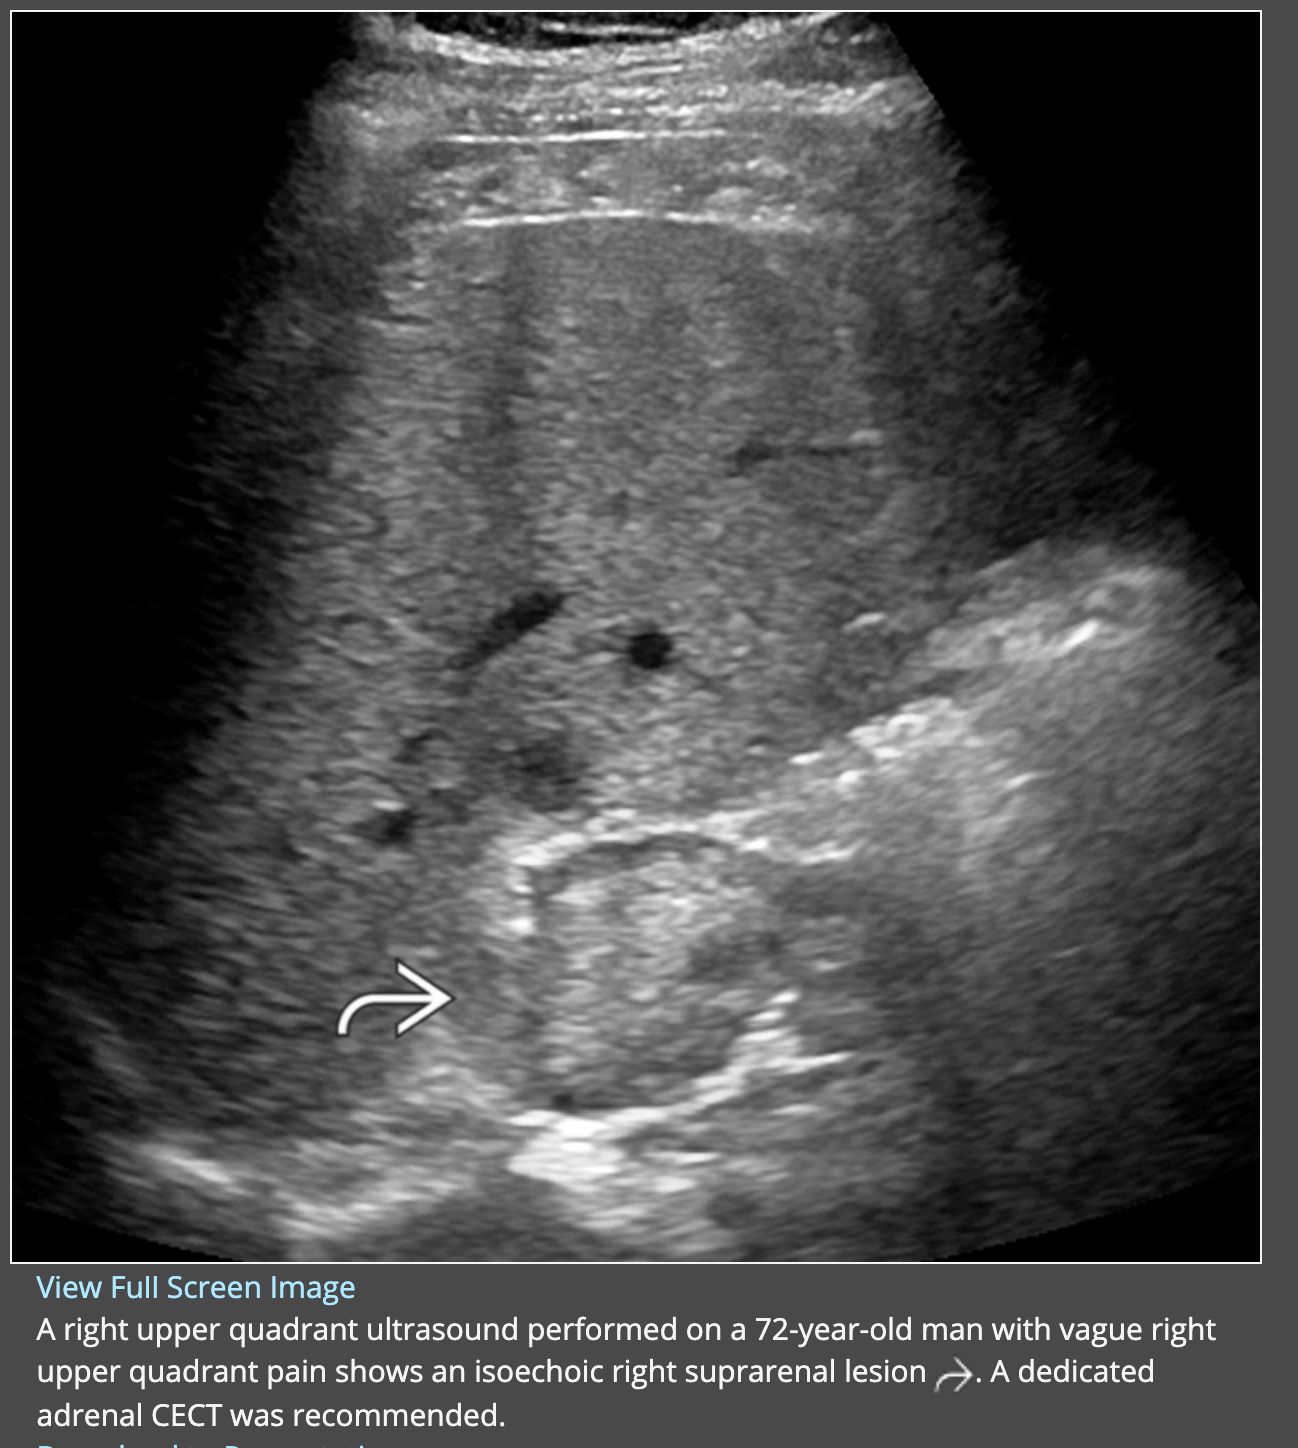 View Full Screen Image
A right upper quadrant ultrasound performed on a 72-year-old man with vague right
upper quadrant pain shows an isoechoic right suprarenal lesion . A dedicated
adrenal CECT was recommended.